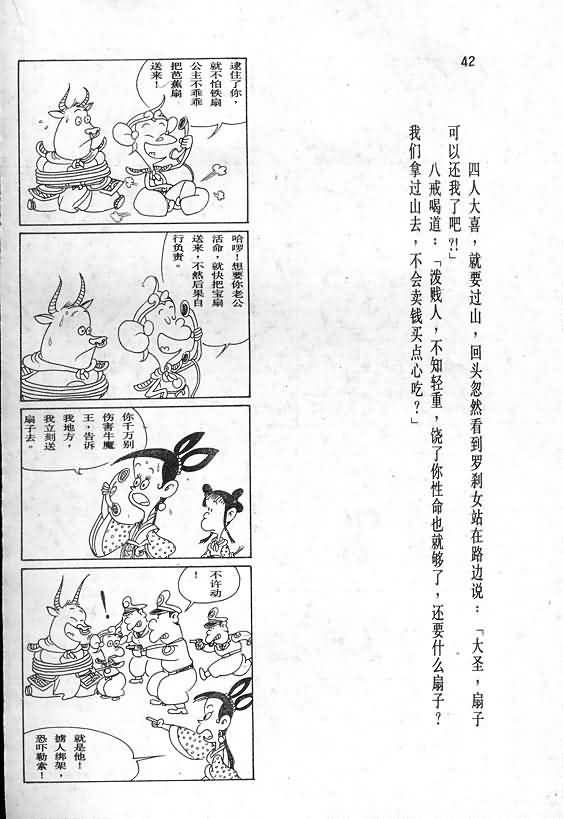 42
四人大喜，就要过山，回头忽然看到罗刹女站在路边说：「大圣，扇子
可以还我了吧?!」
八戒喝道：「泼贱人，不知轻重，饶了你性命也就够了，还要什么扇子？
我们拿过山去，不会卖钱买点心吃？」
逮住了你，
就不怕铁扇
公主不乖乖
把芭蕉扇
送来！
哈啰！想要你老公
活命，就快把宝扇
送来，不然后果自
行负责。
你千万别
伤害牛魔
王，告诉
我地方，
我立刻送
扇子去。
不许动
！
！
就是他！
掳人绑架，
恐吓勒索！